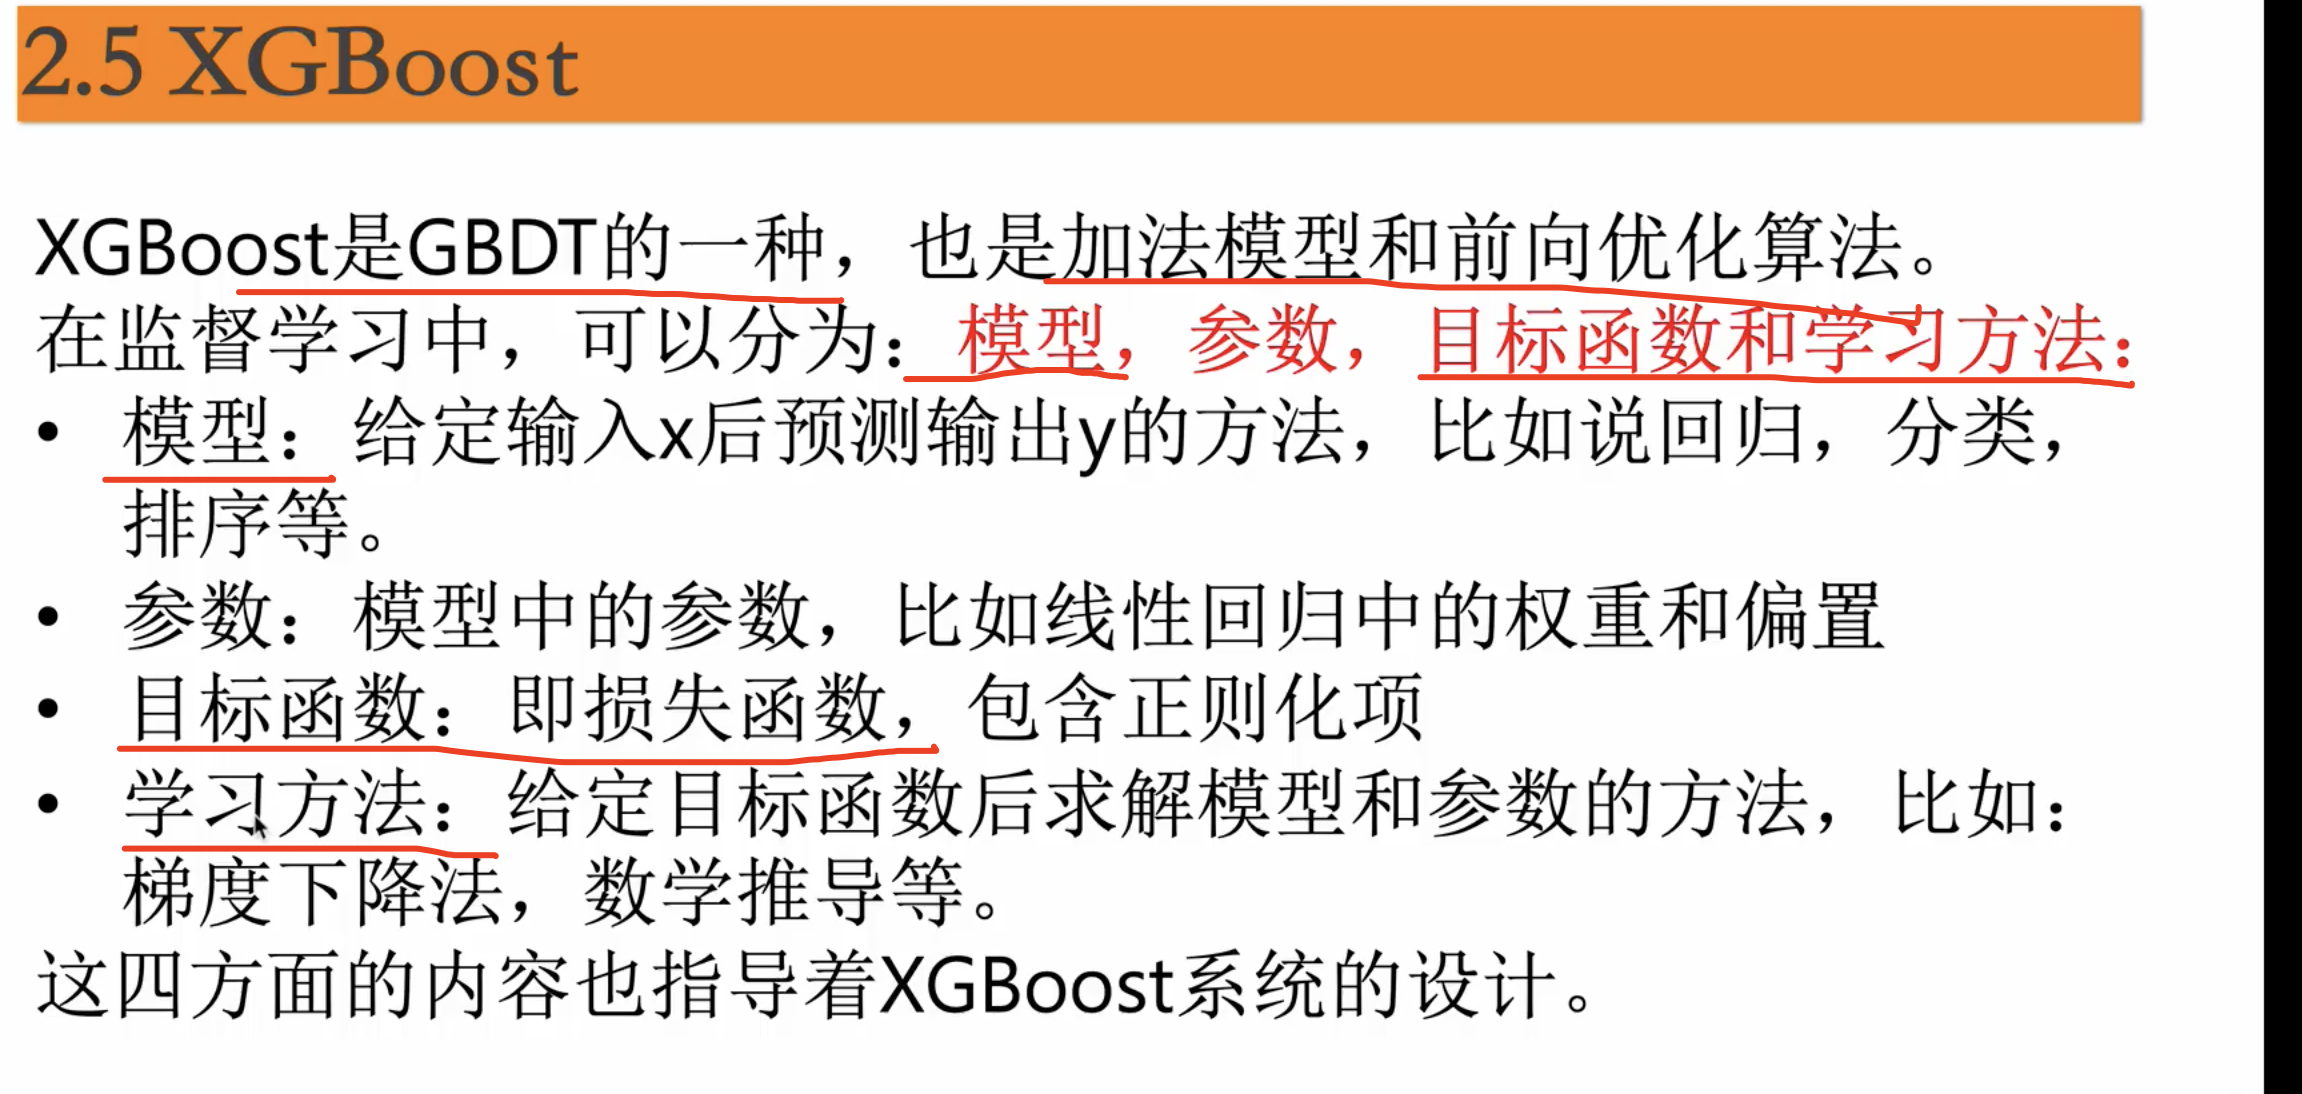 2.5 XGBoost
XGBoost是GBDT的一种，也是加法模型和前向优化算法。
在监督学习中，可以分为：模型，参数，目标函数和学习方法：
• 模型：给定输入x后预测输出y的方法，比如说回归，分类，
排序等。
• 参数：模型中的参数，比如线性回归中的权重和偏置
• 目标函数：即损失函数，包含正则化项
• 学习方法：给定目标函数后求解模型和参数的方法，比如：
梯度下降法，数学推导等。
这四方面的内容也指导着XGBoost系统的设计。